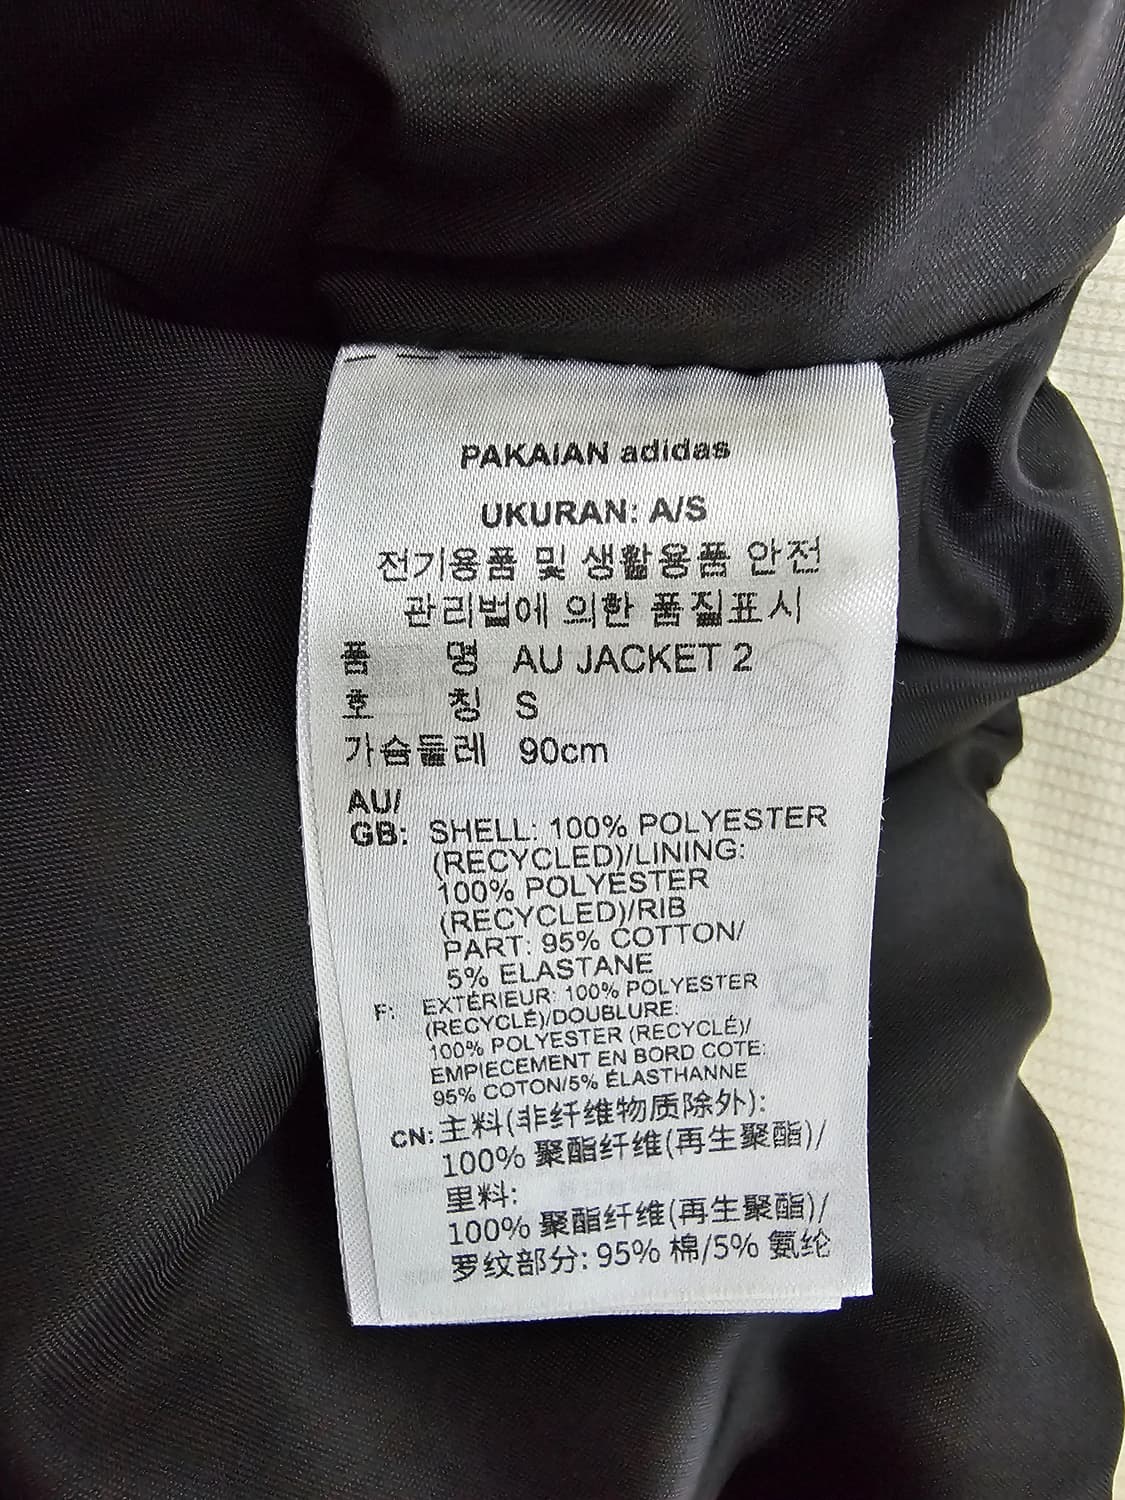 PAKAIAN adidas
UKURAN: A/S
전기용품 및 생활용품 안전
관리법에 의한 품질표시
품 명 AU JACKET 2
호 칭 S
가슴둘레 90cm
AU/
GB: SHELL: 100% POLYESTER
(RECYCLED)/LINING:
100% POLYESTER
(RECYCLED)/RIB
PART: 95% COTTON/
5% ELASTANE
F: EXTÉRIEUR: 100% POLYESTER
(RECYCLÉ)/DOUBLURE:
100% POLYESTER (RECYCLÉ)/
EMPIECEMENT EN BORD COTE:
95% COTON/5% ÉLASTHANNE
CN: 主料(非纤维物质除外):
100% 聚酯纤维(再生聚酯)/
里料:
100% 聚酯纤维(再生聚酯)/
罗纹部分: 95% 棉/5% 氨纶